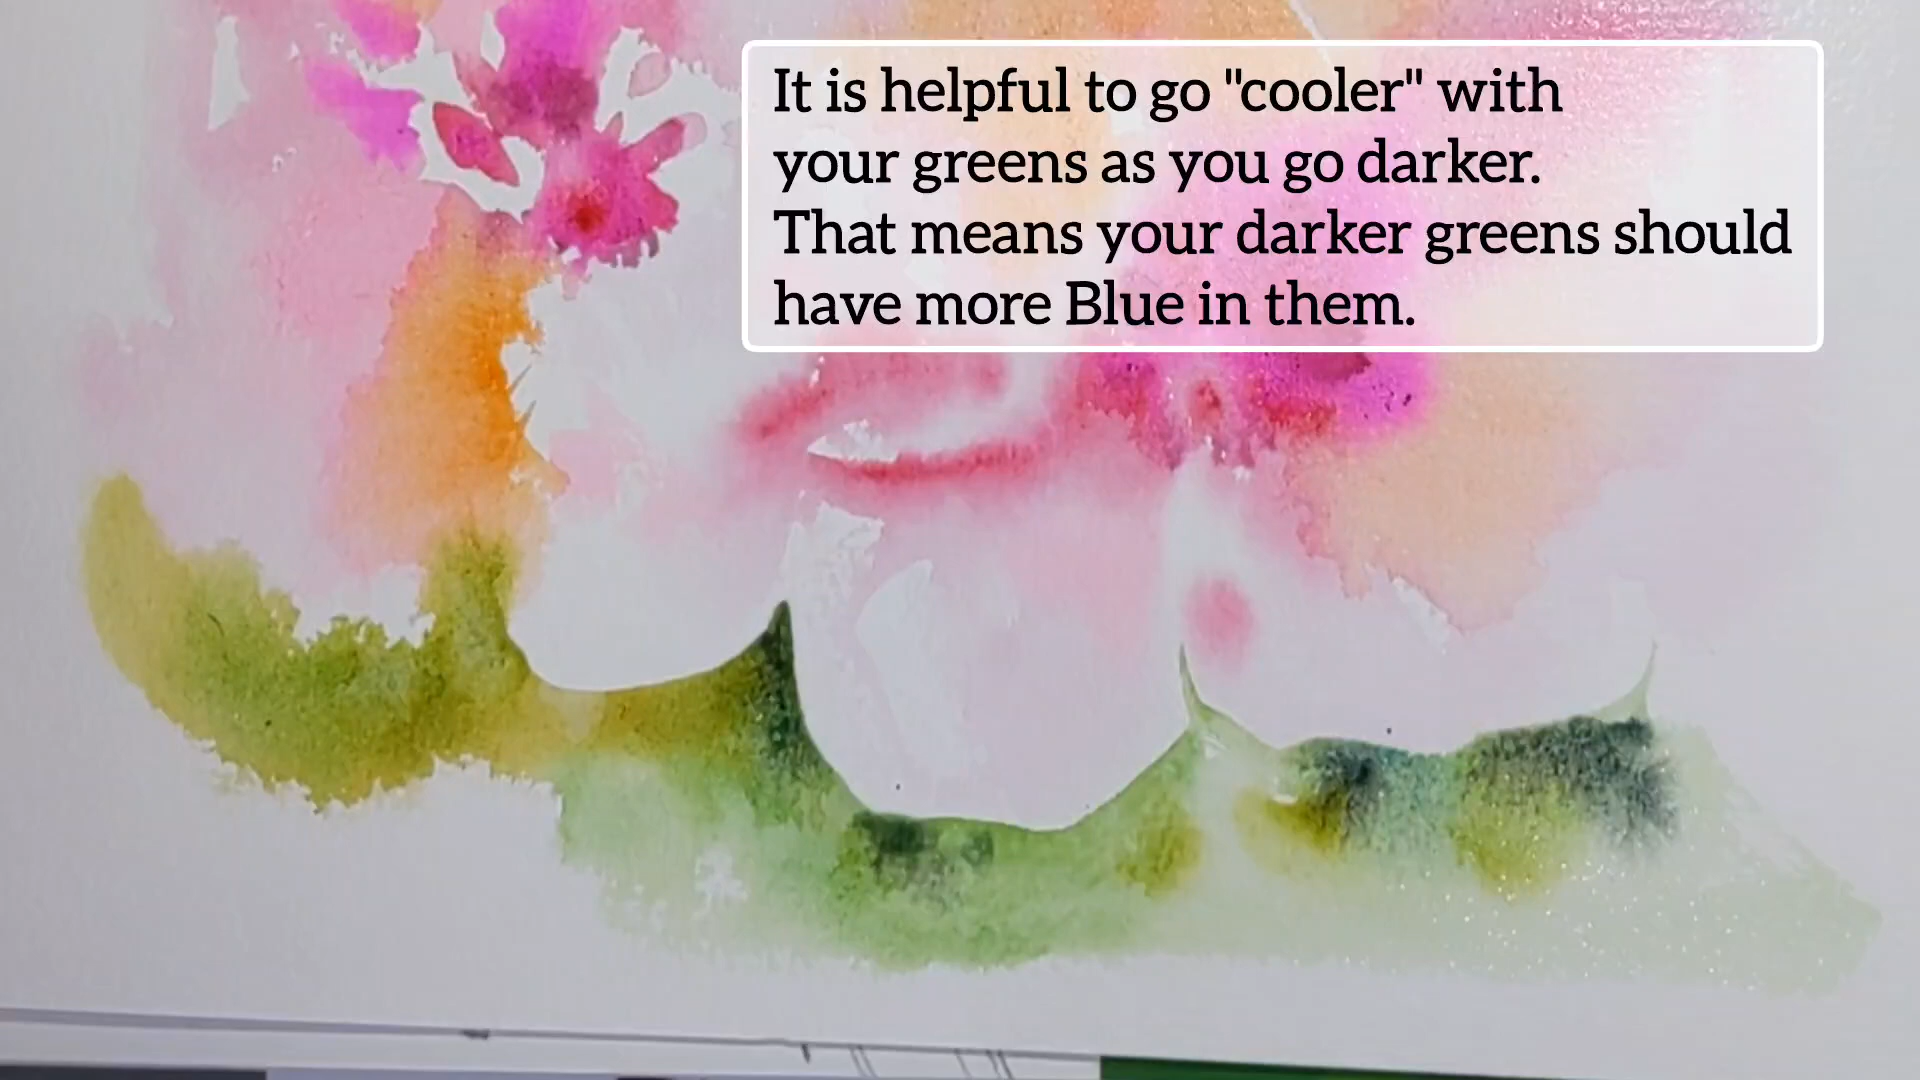 It is helpful to go "cooler" with
your greens as you go darker.
That means your darker greens should
have more Blue in them.